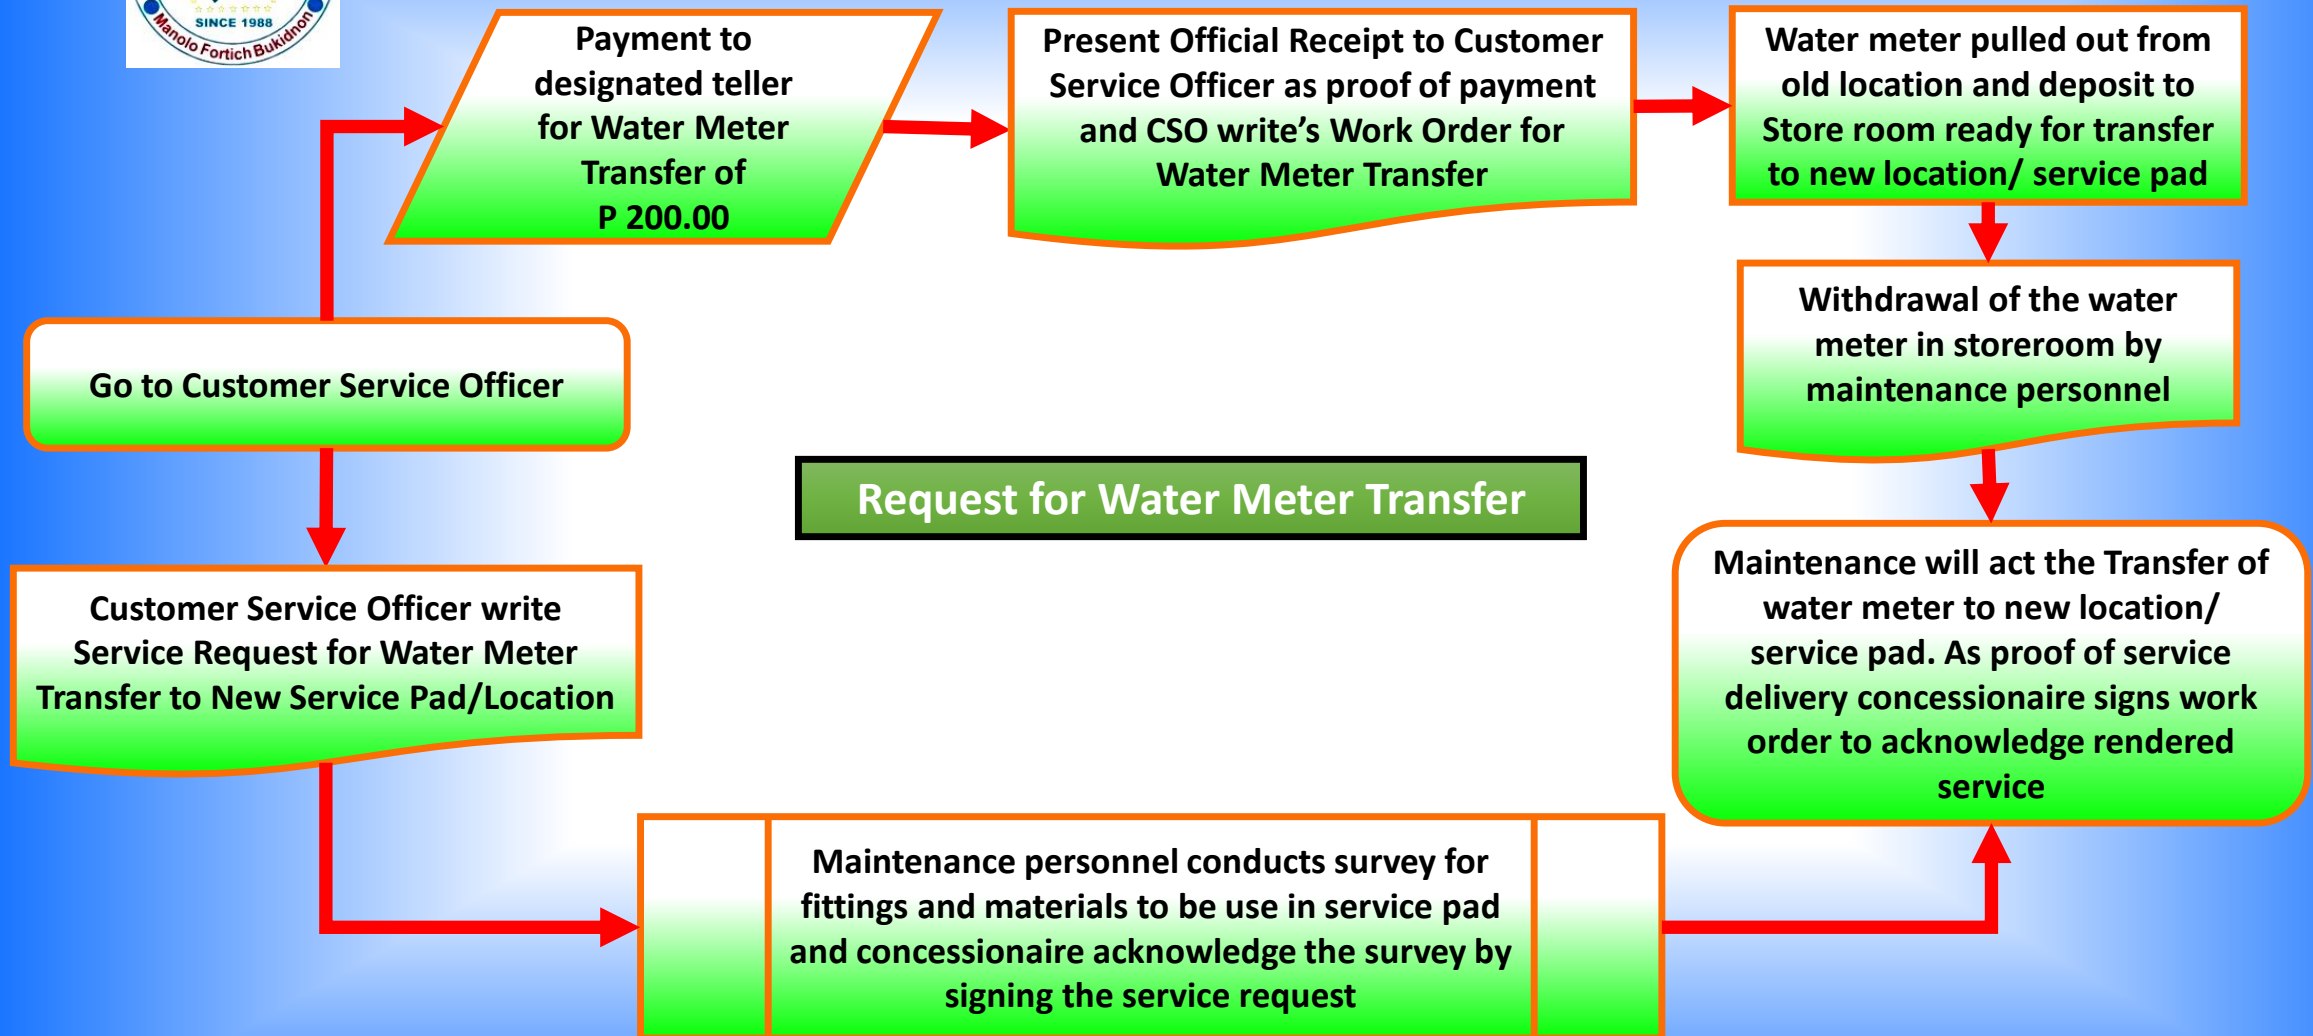 SINCE 1988
Manolo Fortich Bukidnon
Payment to
designated teller
for Water Meter
Transfer of
P 200.00
Present Official Receipt to Customer
Service Officer as proof of payment
and CSO write’s Work Order for
Water Meter Transfer
Water meter pulled out from
old location and deposit to
Store room ready for transfer
to new location/ service pad
Withdrawal of the water
meter in storeroom by
maintenance personnel
Go to Customer Service Officer
Request for Water Meter Transfer
Customer Service Officer write
Service Request for Water Meter
Transfer to New Service Pad/Location
Maintenance will act the Transfer of
water meter to new location/
service pad. As proof of service
delivery concessionaire signs work
order to acknowledge rendered
service
Maintenance personnel conducts survey for
fittings and materials to be use in service pad
and concessionaire acknowledge the survey by
signing the service request